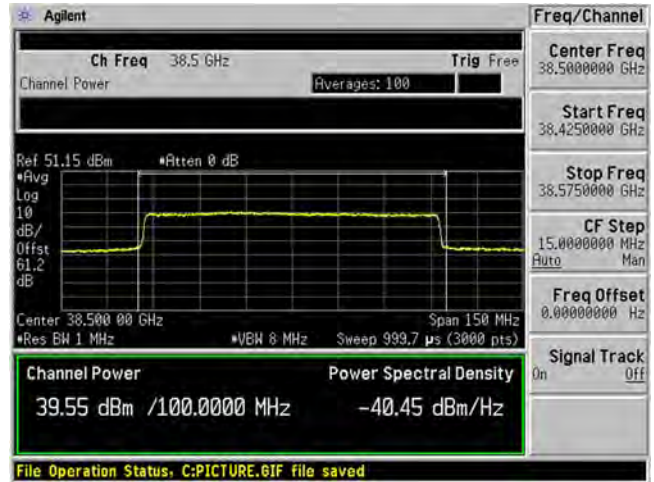 Agilent
Freq/Channel
Ch Freq 38.5 GHz Trig Free
Channel Power Averages: 100
Center Freq
38.5000000 GHz
Start Freq
38.4250000 GHz
Stop Freq
38.5750000 GHz
CF Step
15.0000000 MHz
Auto Man
Freq Offset
0.00000000 Hz
Signal Track
On Off
Ref 51.15 dBm #Atten 0 dB
#Avg
Log
10
dB/
Offst
61.2
dB
Center 38.500 00 GHz Span 150 MHz
#Res BW 1 MHz #VBW 8 MHz Sweep 999.7 µs (3000 pts)
Channel Power Power Spectral Density
39.55 dBm /100.0000 MHz -40.45 dBm/Hz
File Operation Status, C:PICTURE.GIF file saved